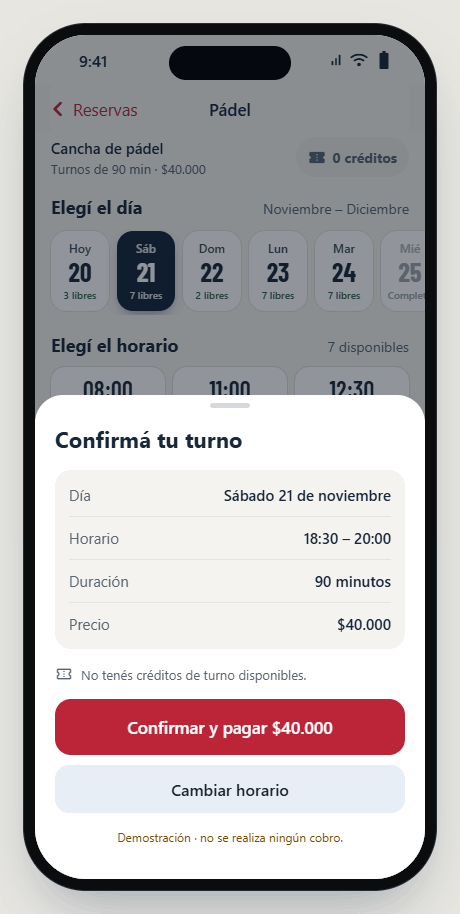 9:41
Reservas
Pádel
Cancha de pádel
Turnos de 90 min · $40.000
0 créditos
Elegí el día
Noviembre – Diciembre
Hoy
20
3 libres
Sáb
21
7 libres
Dom
22
2 libres
Lun
23
7 libres
Mar
24
7 libres
Mié
25
Elegí el horario
7 disponibles
08:00
11:00
12:30
Confirmá tu turno
Día
Sábado 21 de noviembre
Horario
18:30 – 20:00
Duración
90 minutos
Precio
$40.000
No tenés créditos de turno disponibles.
Confirmar y pagar $40.000
Cambiar horario
Demostración · no se realiza ningún cobro.